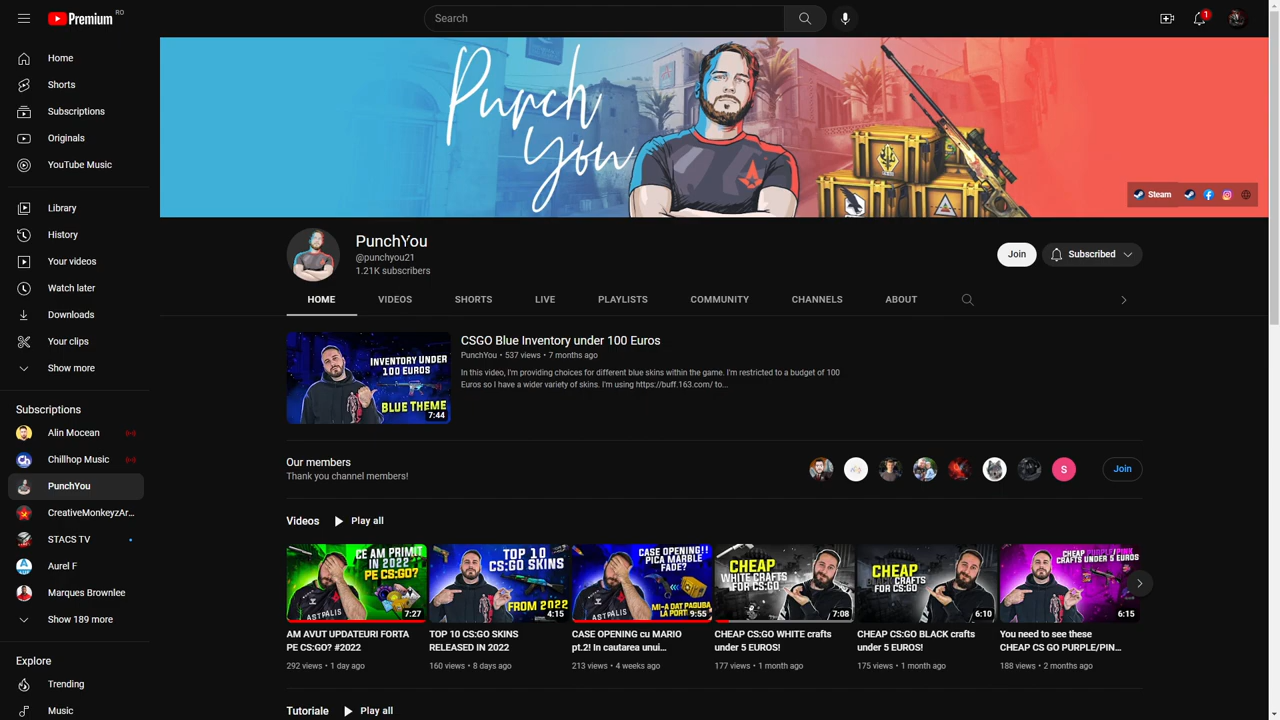 Premium RO
Search
1
Home
Shorts
Subscriptions
Originals
YouTube Music
Library
History
Your videos
Watch later
Downloads
Your clips
Show more
Subscriptions
Alin Mocean
Chillhop Music
PunchYou
CreativeMonkeyzAr...
STACS TV
Aurel F
Marques Brownlee
Show 189 more
Explore
Trending
Music
Punch
You
Steam
PunchYou
@punchyou21
1.21K subscribers
Join
Subscribed
HOME
VIDEOS
SHORTS
LIVE
PLAYLISTS
COMMUNITY
CHANNELS
ABOUT
INVENTORY UNDER
100 EUROS
BLUE THEME
7:44
CSGO Blue Inventory under 100 Euros
PunchYou • 537 views • 7 months ago
In this video, I'm providing choices for different blue skins within the game. I'm restricted to a budget of 100
Euros so I have a wider variety of skins. I'm using https://buff.163.com/ to...
Our members
Thank you channel members!
S
Join
Videos
Play all
CE AM PRIMIT
IN 2022
PE CS:GO?
ASTRALIS
7:27
AM AVUT UPDATEURI FORTA
PE CS:GO? #2022
292 views • 1 day ago
TOP 10
CS:GO SKINS
FROM 2022
4:15
TOP 10 CS:GO SKINS
RELEASED IN 2022
160 views • 8 days ago
CASE OPENING!!
PICA MARBLE
FADE?
MI-A DAT PAGUBA
LA PORT
ASTRALIS
9:55
CASE OPENING cu MARIO
pt.2! In cautarea unui...
213 views • 4 weeks ago
CHEAP
WHITE CRAFTS
FOR CS:GO
7:08
CHEAP CS:GO WHITE crafts
under 5 EUROS!
177 views • 1 month ago
CHEAP
BLACK CRAFTS
FOR CS:GO
6:10
CHEAP CS:GO BLACK crafts
under 5 EUROS!
175 views • 1 month ago
CHEAP PURPLE/PINK
CRAFTS UNDER 5 EUROS
6:15
You need to see these
CHEAP CS GO PURPLE/PIN...
188 views • 2 months ago
Tutoriale
Play all